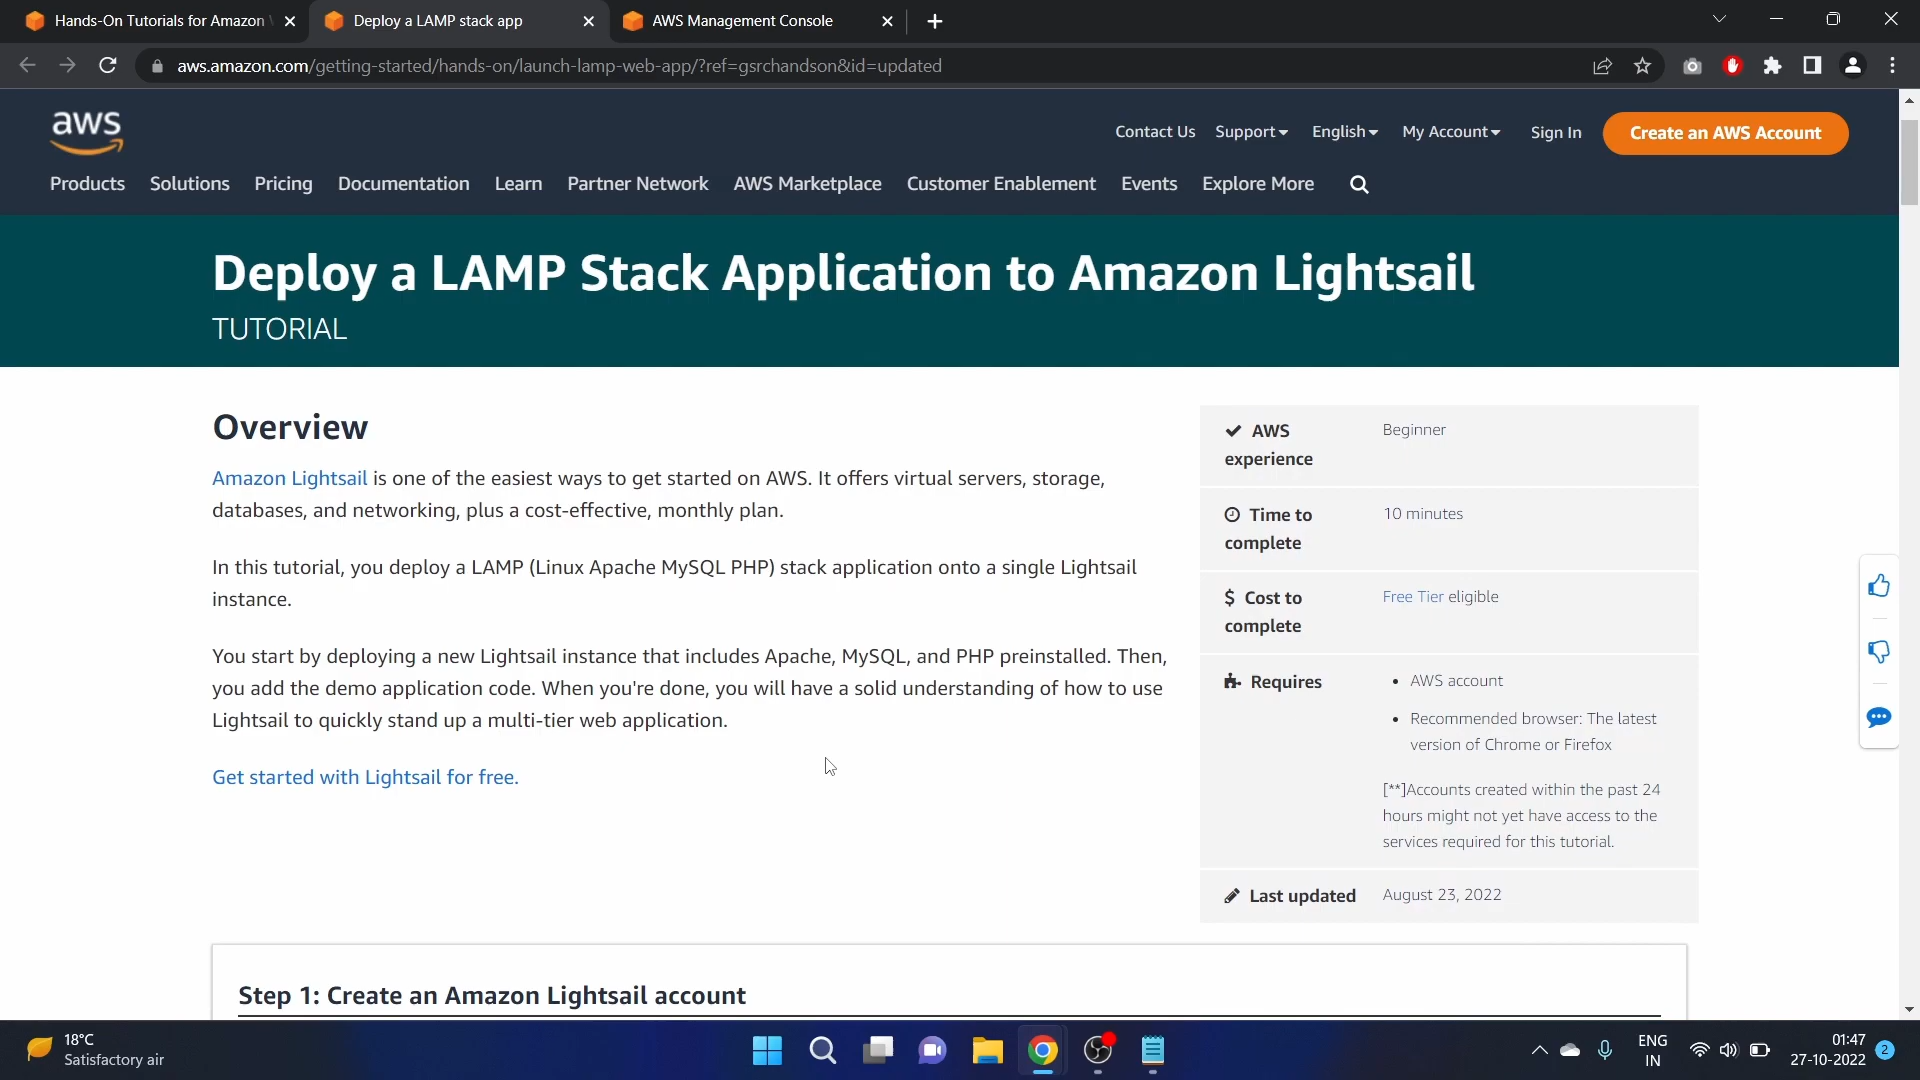 Hands-On Tutorials for Amazon
Deploy a LAMP stack app
AWS Management Console
aws.amazon.com/getting-started/hands-on/launch-lamp-web-app/?ref=gsrchandson&id=updated
aws
Contact Us
Support
English
My Account
Sign In
Create an AWS Account
Products
Solutions
Pricing
Documentation
Learn
Partner Network
AWS Marketplace
Customer Enablement
Events
Explore More
Deploy a LAMP Stack Application to Amazon Lightsail
TUTORIAL
Overview
Amazon Lightsail is one of the easiest ways to get started on AWS. It offers virtual servers, storage,
databases, and networking, plus a cost-effective, monthly plan.
In this tutorial, you deploy a LAMP (Linux Apache MySQL PHP) stack application onto a single Lightsail
instance.
You start by deploying a new Lightsail instance that includes Apache, MySQL, and PHP preinstalled. Then,
you add the demo application code. When you're done, you will have a solid understanding of how to use
Lightsail to quickly stand up a multi-tier web application.
Get started with Lightsail for free.
AWS
experience
Beginner
Time to
complete
10 minutes
$ Cost to
complete
Free Tier eligible
Requires
• AWS account
• Recommended browser: The latest
version of Chrome or Firefox
[**]Accounts created within the past 24
hours might not yet have access to the
services required for this tutorial.
Last updated
August 23, 2022
Step 1: Create an Amazon Lightsail account
18°C
Satisfactory air
ENG
IN
01:47
27-10-2022
2